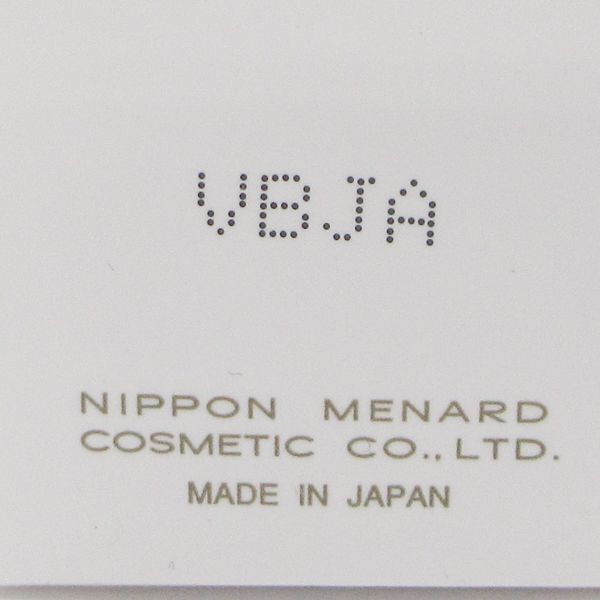 VBJA
NIPPON MENARD
COSMETIC CO.,LTD.
MADE IN JAPAN